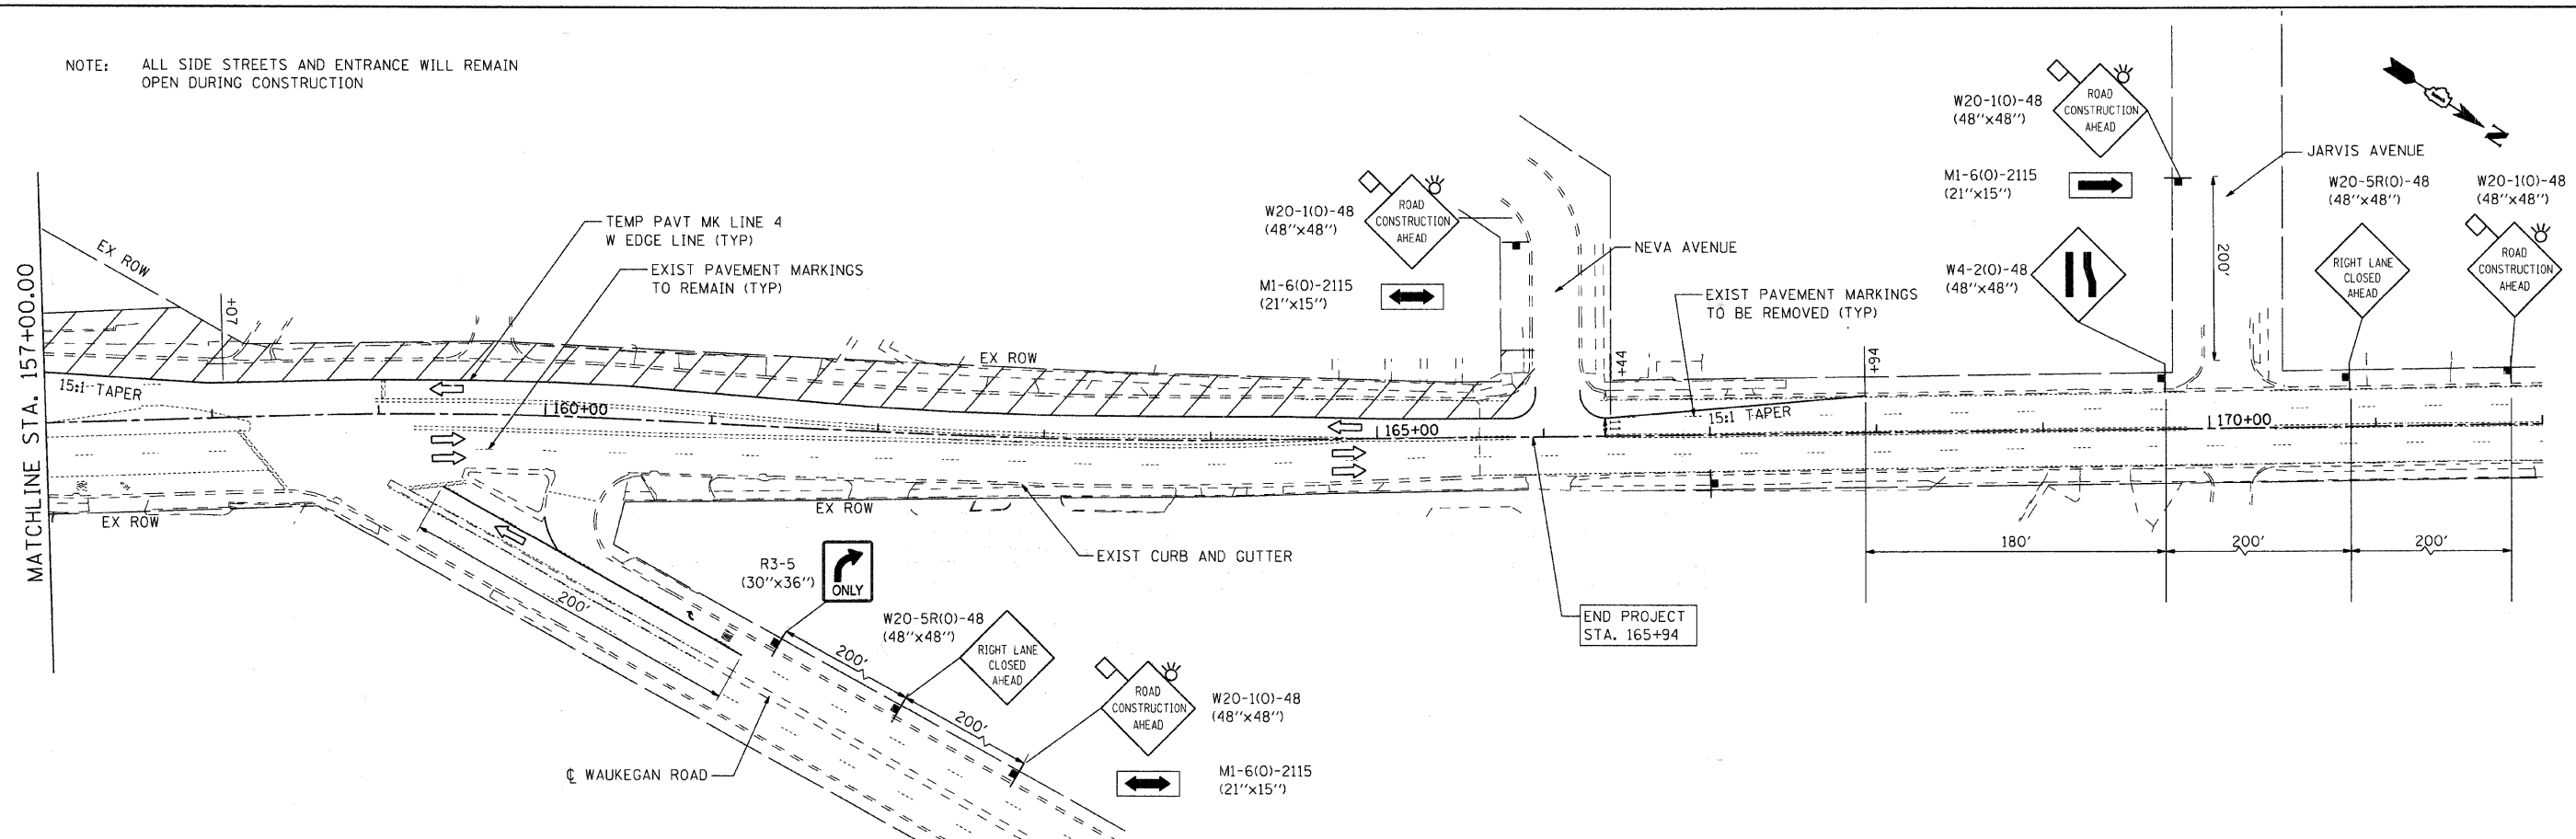 NOTE: ALL SIDE STREETS AND ENTRANCE WILL REMAIN
OPEN DURING CONSTRUCTION
MATCHLINE STA. 157+00.00
EX ROW
+07
15:1 TAPER
EX ROW
TEMP PAVT MK LINE 4
W EDGE LINE (TYP)
EXIST PAVEMENT MARKINGS
TO REMAIN (TYP)
160+00
EX ROW
W20-1(O)-48
(48''x48'')
ROAD
CONSTRUCTION
AHEAD
M1-6(O)-2115
(21''x15'')
NEVA AVENUE
EXIST PAVEMENT MARKINGS
TO BE REMOVED (TYP)
+44
11'
15:1 TAPER
+94
165+00
170+00
W20-1(O)-48
(48''x48'')
ROAD
CONSTRUCTION
AHEAD
M1-6(O)-2115
(21''x15'')
W4-2(O)-48
(48''x48'')
200'
JARVIS AVENUE
W20-5R(O)-48
(48''x48'')
RIGHT LANE
CLOSED
AHEAD
W20-1(O)-48
(48''x48'')
ROAD
CONSTRUCTION
AHEAD
N
180'
200'
200'
EX ROW
EXIST CURB AND GUTTER
END PROJECT
STA. 165+94
R3-5
(30''x36'')
ONLY
200'
200'
200'
W20-5R(O)-48
(48''x48'')
RIGHT LANE
CLOSED
AHEAD
ROAD
CONSTRUCTION
AHEAD
W20-1(O)-48
(48''x48'')
M1-6(O)-2115
(21''x15'')
℄ WAUKEGAN ROAD